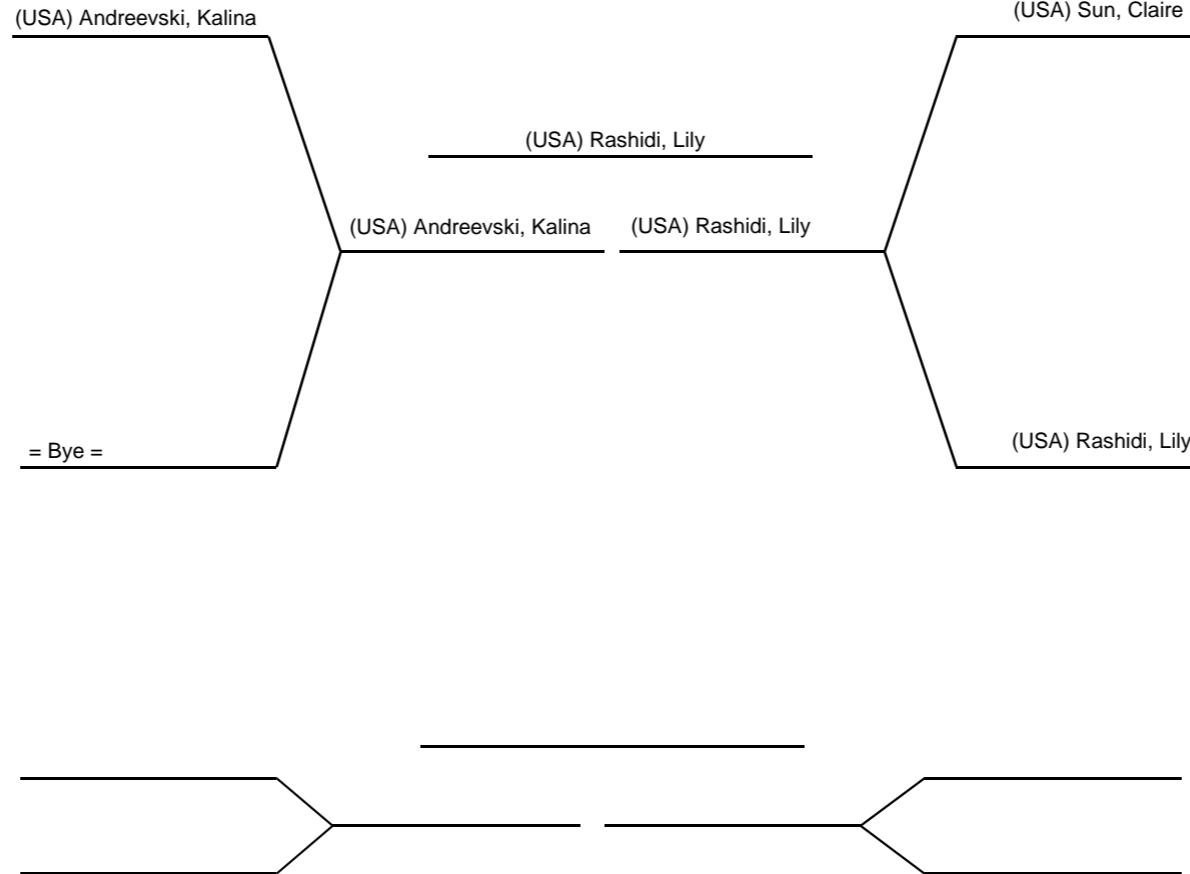 (USA) Andreevski, Kalina
(USA) Sun, Claire
(USA) Rashidi, Lily
(USA) Andreevski, Kalina
(USA) Rashidi, Lily
= Bye =
(USA) Rashidi, Lily